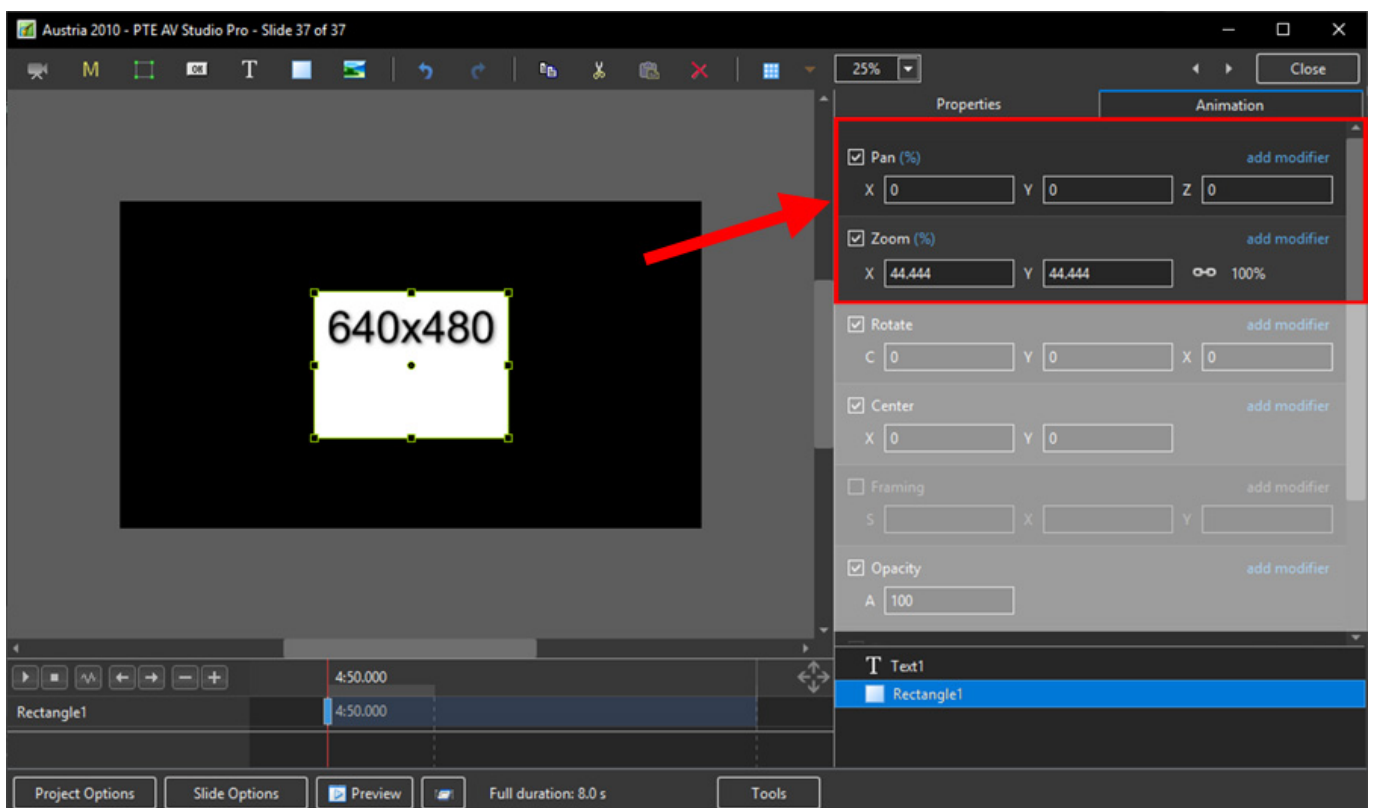 Austria 2010 - PTE AV Studio Pro - Slide 37 of 37
M OK T 25% Close
Properties Animation
Pan (%) add modifier
X 0 Y 0 Z 0
Zoom (%) add modifier
X 44.444 Y 44.444 100%
640x480
Rotate add modifier
C 0 Y 0 X 0
Center add modifier
X 0 Y 0
Framing add modifier
S X Y
Opacity add modifier
A 100
4:50.000
Rectangle1 4:50.000
T Text1
Rectangle1
Project Options Slide Options Preview Full duration: 8.0 s Tools